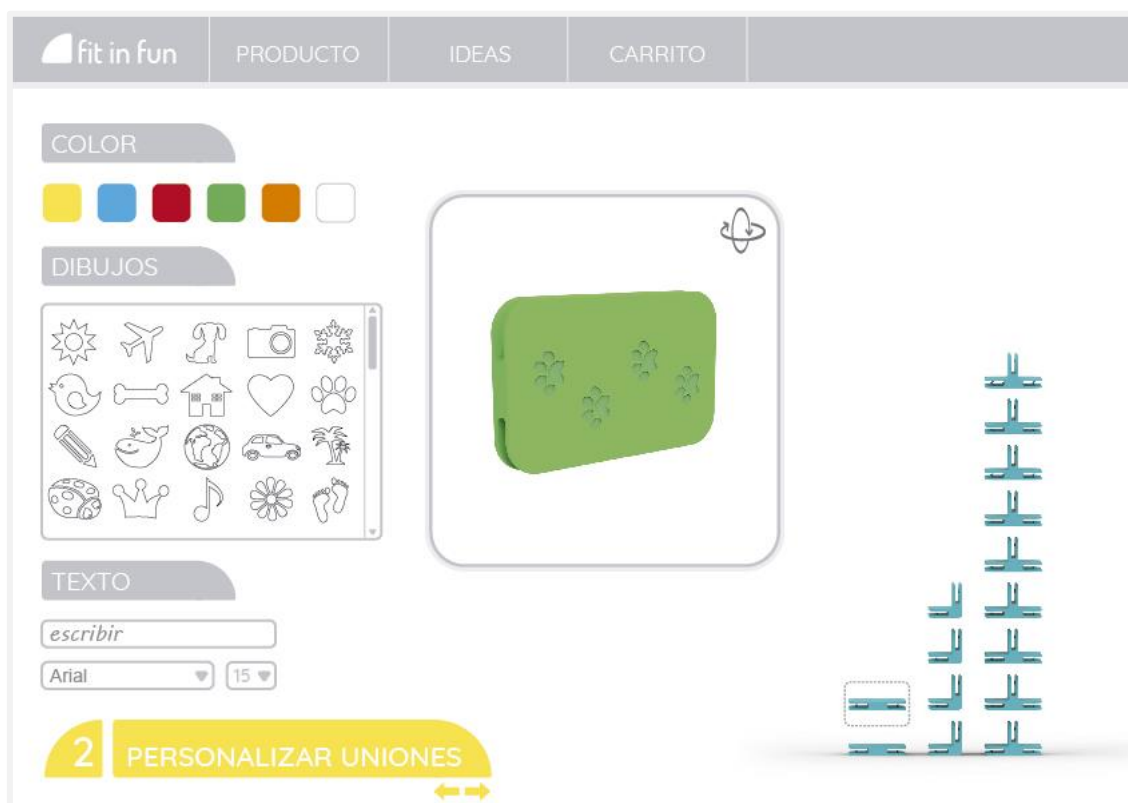 fit in fun
PRODUCTO
IDEAS
CARRITO
COLOR
DIBUJOS
TEXTO
escribir
Arial
15
2
PERSONALIZAR UNIONES